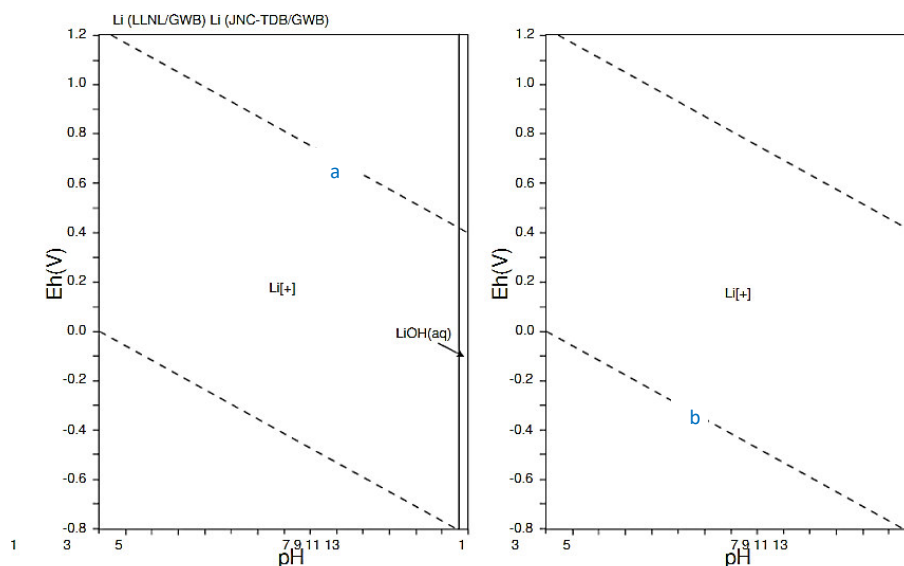 Li (LLNL/GWB) Li (JNC-TDB/GWB)
1.2
1.0
0.8
0.6
0.4
0.2
0.0
-0.2
-0.4
-0.6
-0.8
Eh(V)
a
Li[+]
LiOH(aq)
1.2
1.0
0.8
0.6
0.4
0.2
0.0
-0.2
-0.4
-0.6
-0.8
Eh(V)
Li[+]
b
1 3 5 7 9 11 13 1 3 5 7 9 11 13
pH pH